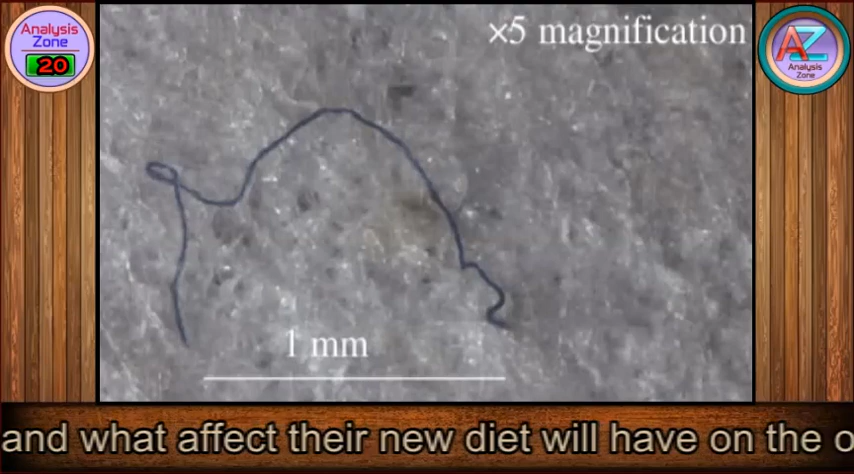 Analysis
Zone
20
×5 magnification
AZ
Analysis
Zone
1 mm
and what affect their new diet will have on the o